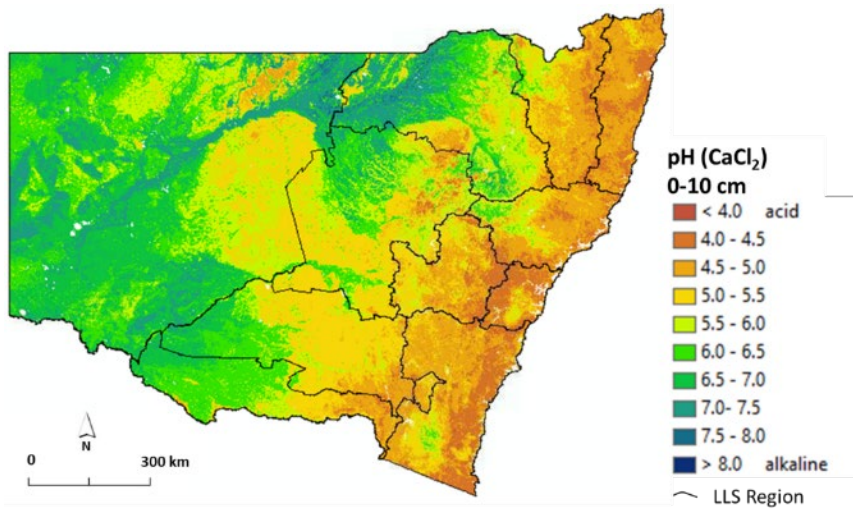 pH (CaCl₂)
0-10 cm
< 4.0 acid
4.0 - 4.5
4.5 - 5.0
5.0 - 5.5
5.5 - 6.0
6.0 - 6.5
6.5 - 7.0
7.0- 7.5
7.5 - 8.0
> 8.0 alkaline
LLS Region
N
0 300 km